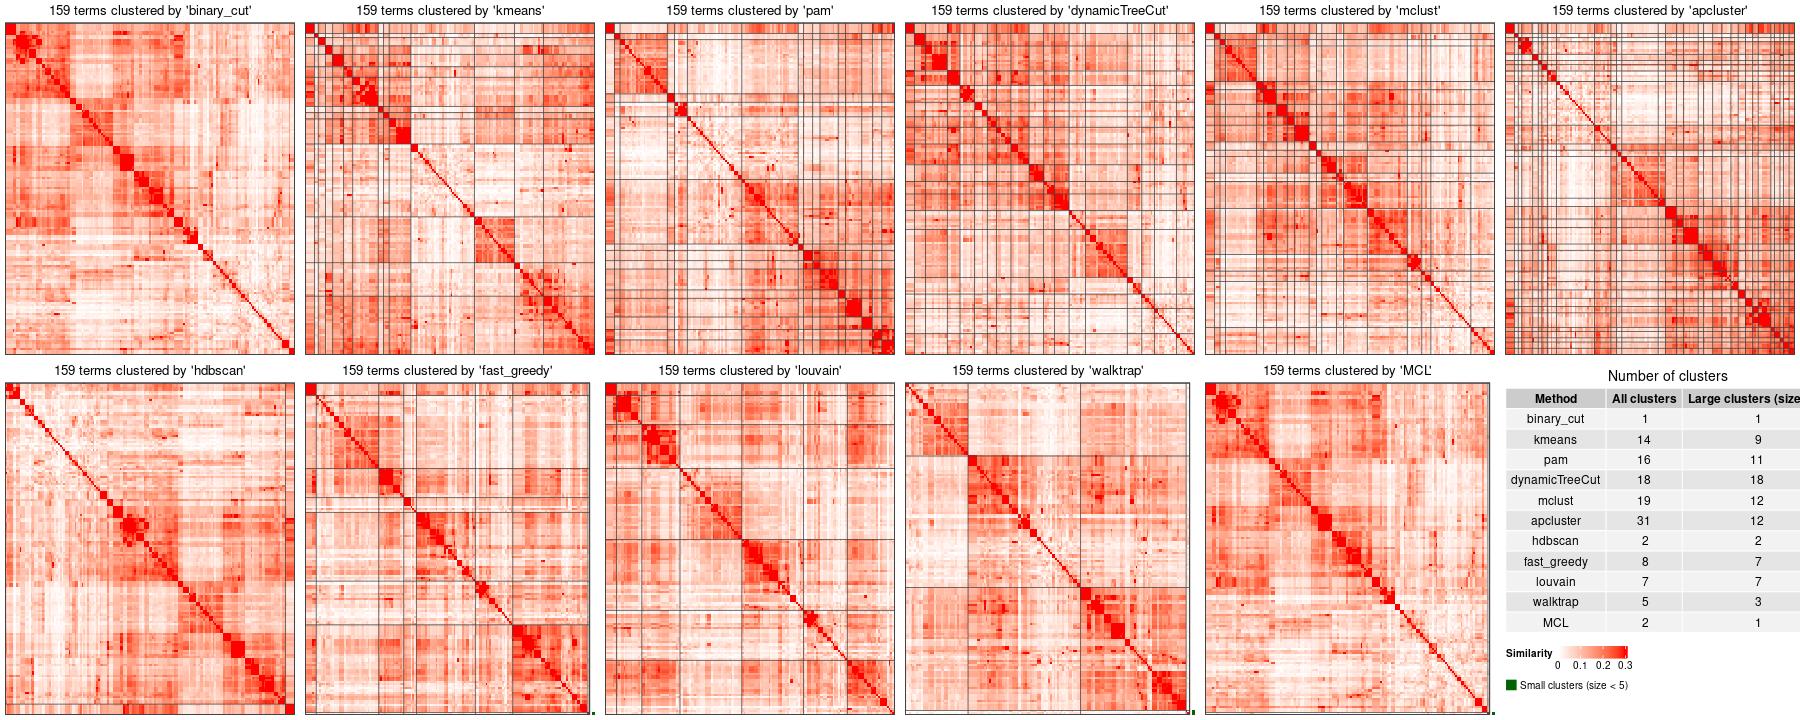 159 terms clustered by 'binary_cut'
159 terms clustered by 'kmeans'
159 terms clustered by 'pam'
159 terms clustered by 'dynamicTreeCut'
159 terms clustered by 'mclust'
159 terms clustered by 'apcluster'
159 terms clustered by 'hdbscan'
159 terms clustered by 'fast_greedy'
159 terms clustered by 'louvain'
159 terms clustered by 'walktrap'
159 terms clustered by 'MCL'
Number of clusters
Method All clusters Large clusters (size
binary_cut 1 1
kmeans 14 9
pam 16 11
dynamicTreeCut 18 18
mclust 19 12
apcluster 31 12
hdbscan 2 2
fast_greedy 8 7
louvain 7 7
walktrap 5 3
MCL 2 1
Similarity
0 0.1 0.2 0.3
Small clusters (size < 5)